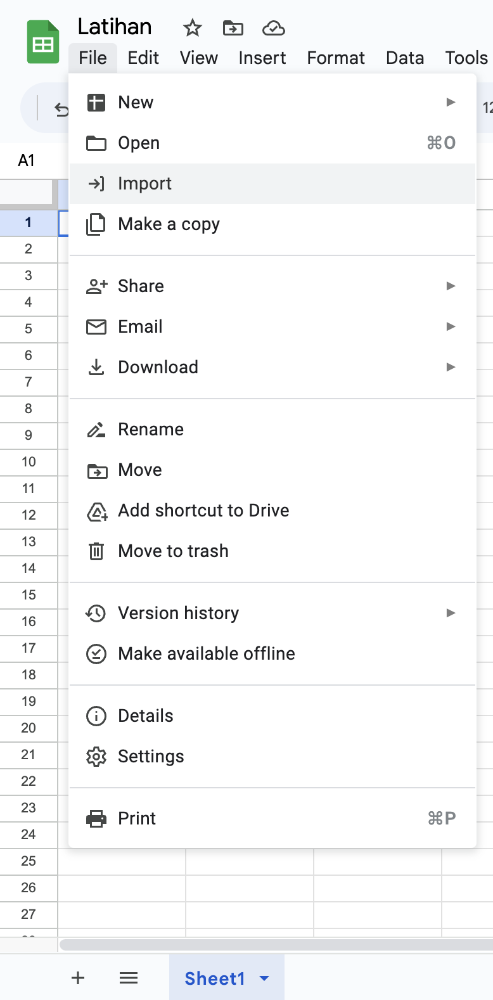 Latihan
File Edit View Insert Format Data Tools
12
A1
New
Open ⌘O
Import
Make a copy
Share
Email
Download
Rename
Move
Add shortcut to Drive
Move to trash
Version history
Make available offline
Details
Settings
Print ⌘P
1
2
3
4
5
6
7
8
9
10
11
12
13
14
15
16
17
18
19
20
21
22
23
24
25
26
27
Sheet1